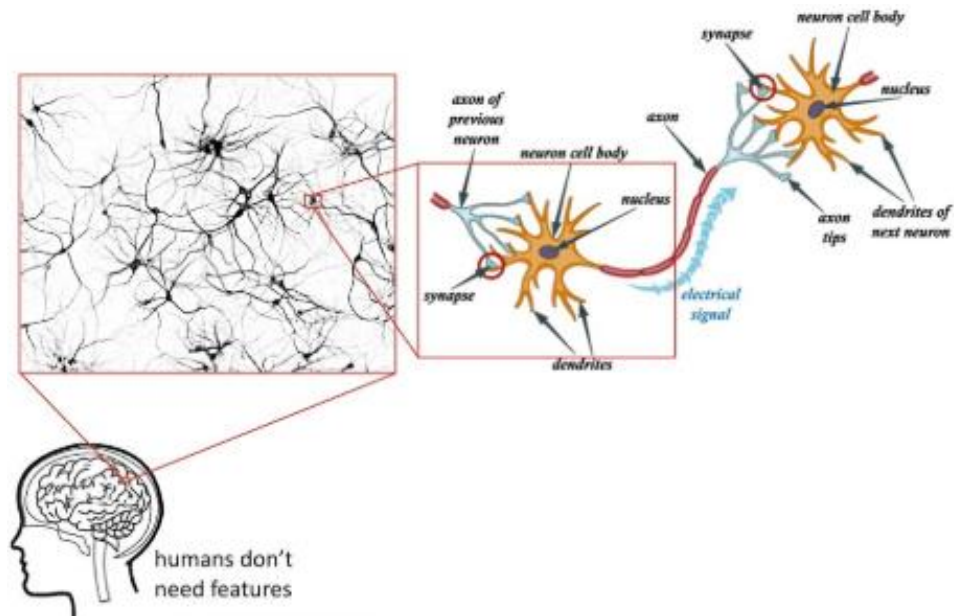 neuron cell body
synapse
nucleus
axon
axon of
previous
neuron
neuron cell body
nucleus
axon
tips
dendrites of
next neuron
synapse
electrical
signal
dendrites
humans don't
need features